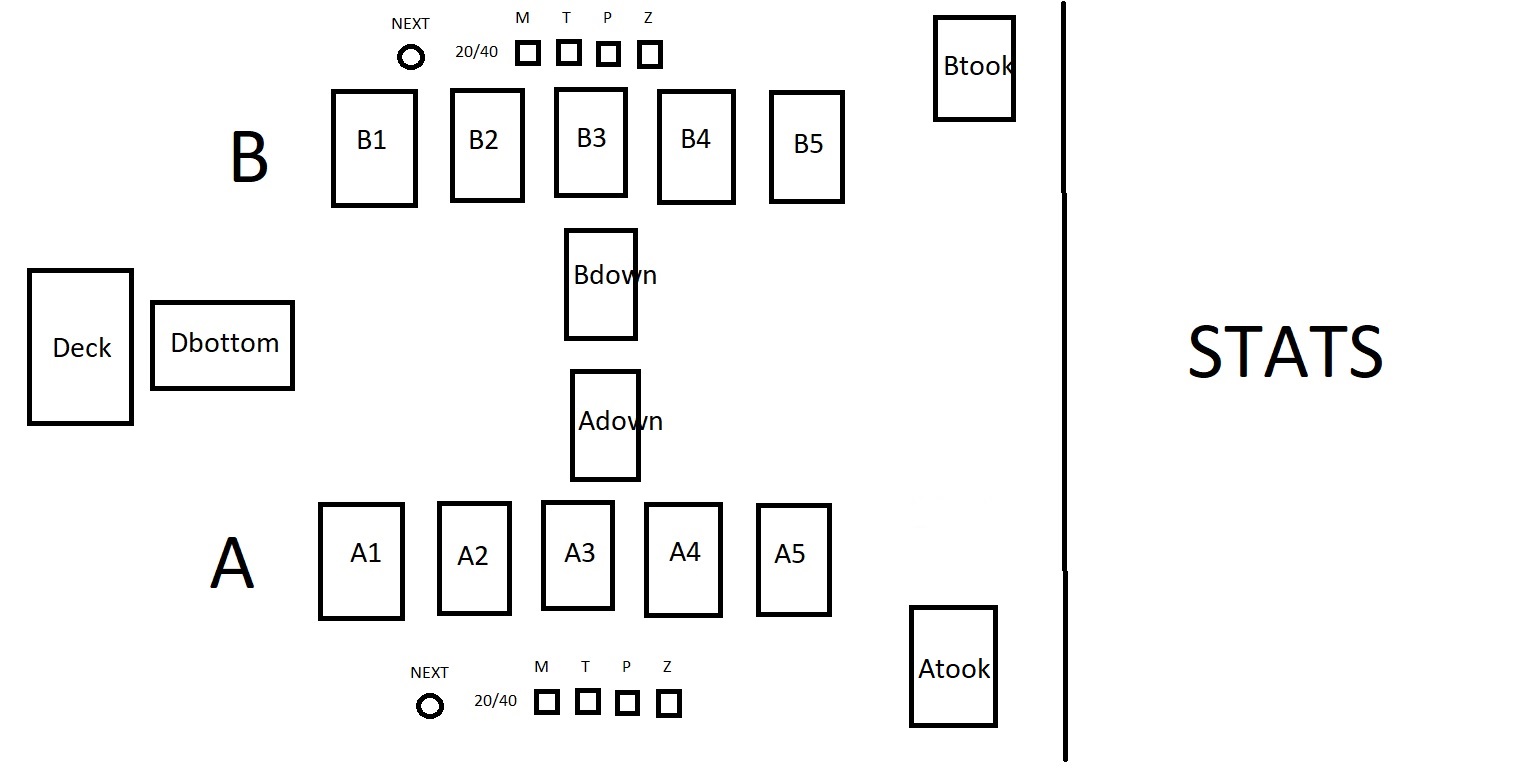 NEXT
M T P Z
20/40
Btook
B
B1 B2 B3 B4 B5
Bdown
Deck
Dbottom
STATS
Adown
A
A1 A2 A3 A4 A5
Atook
NEXT
M T P Z
20/40